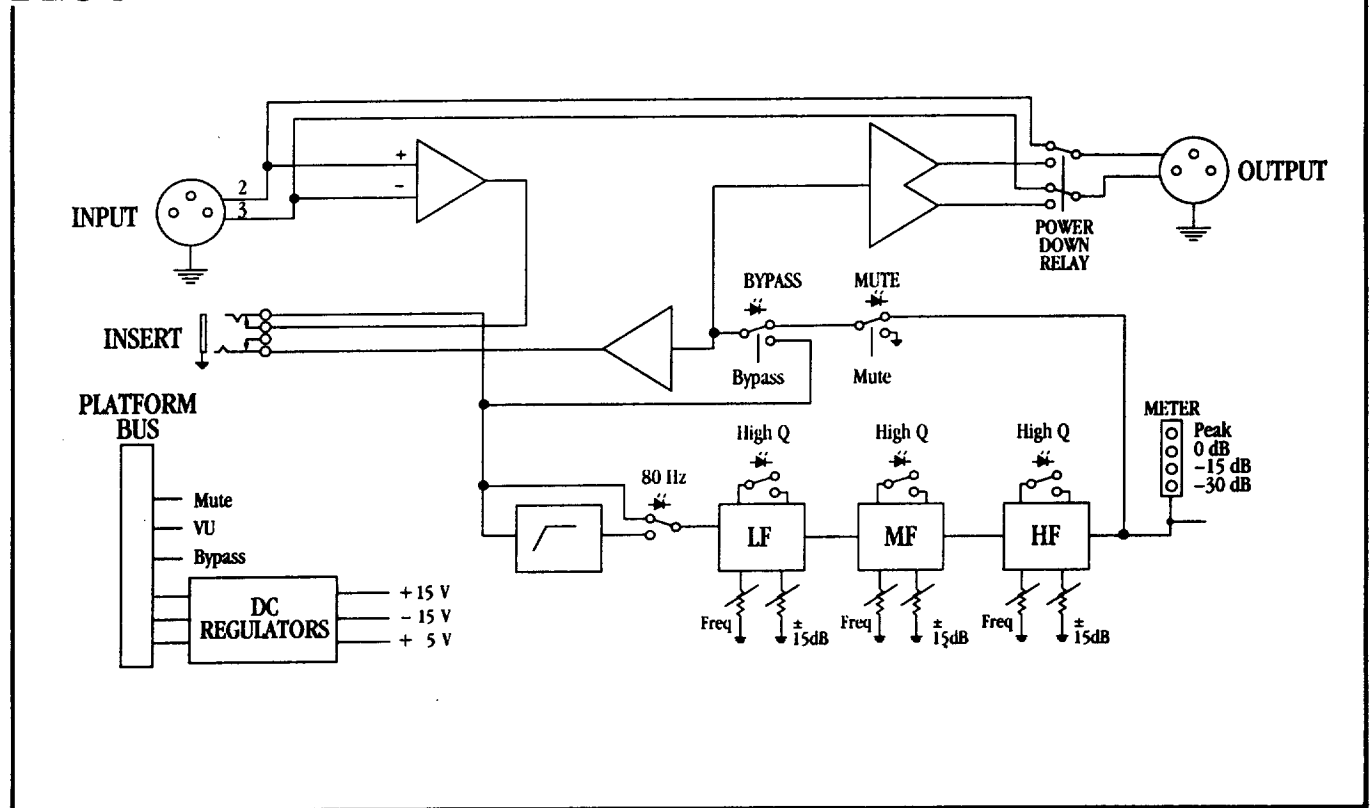 INPUT
2
3
+
−
OUTPUT
POWER
DOWN
RELAY
INSERT
BYPASS
MUTE
Bypass
Mute
PLATFORM
BUS
Mute
VU
Bypass
DC
REGULATORS
+ 15 V
− 15 V
+ 5 V
80 Hz
High Q
High Q
High Q
LF
MF
HF
Freq
±
15dB
Freq
±
15dB
Freq
±
15dB
METER
Peak
0 dB
−15 dB
−30 dB